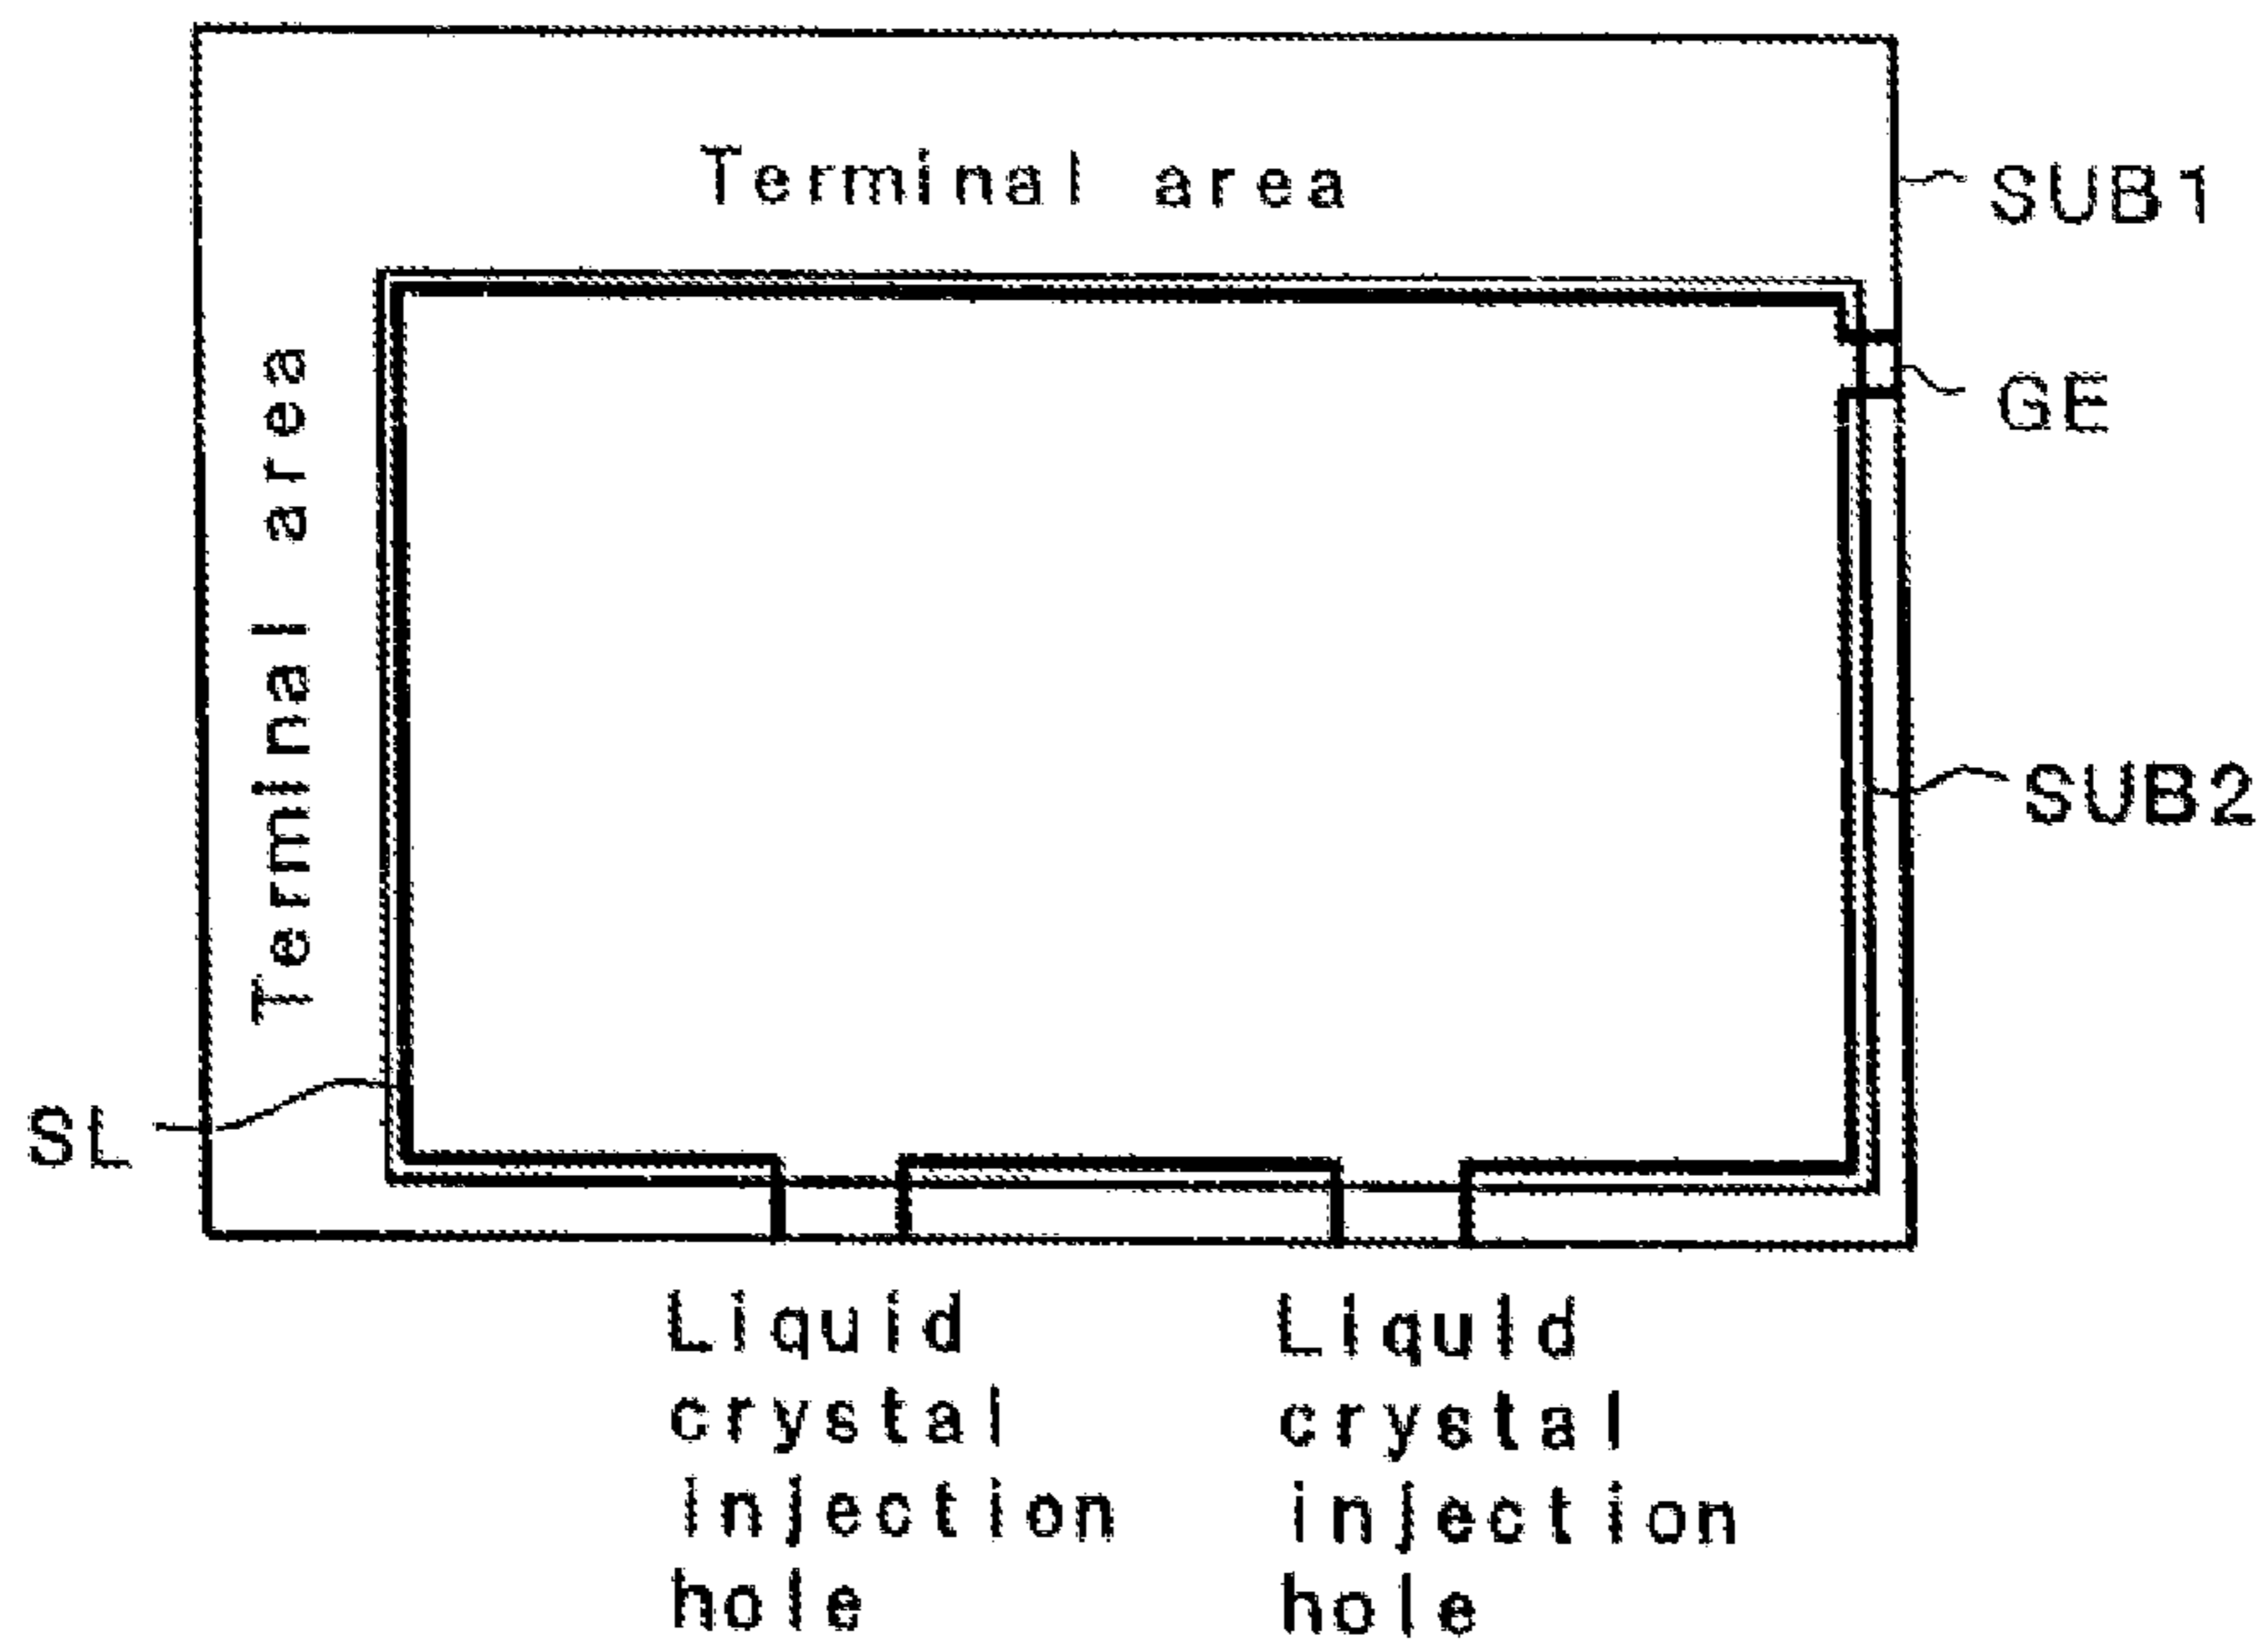 Terminal area
SUB1
GE
Terminal area
SUB2
SL
Liquid
crystal
injection
hole
Liquid
crystal
injection
hole